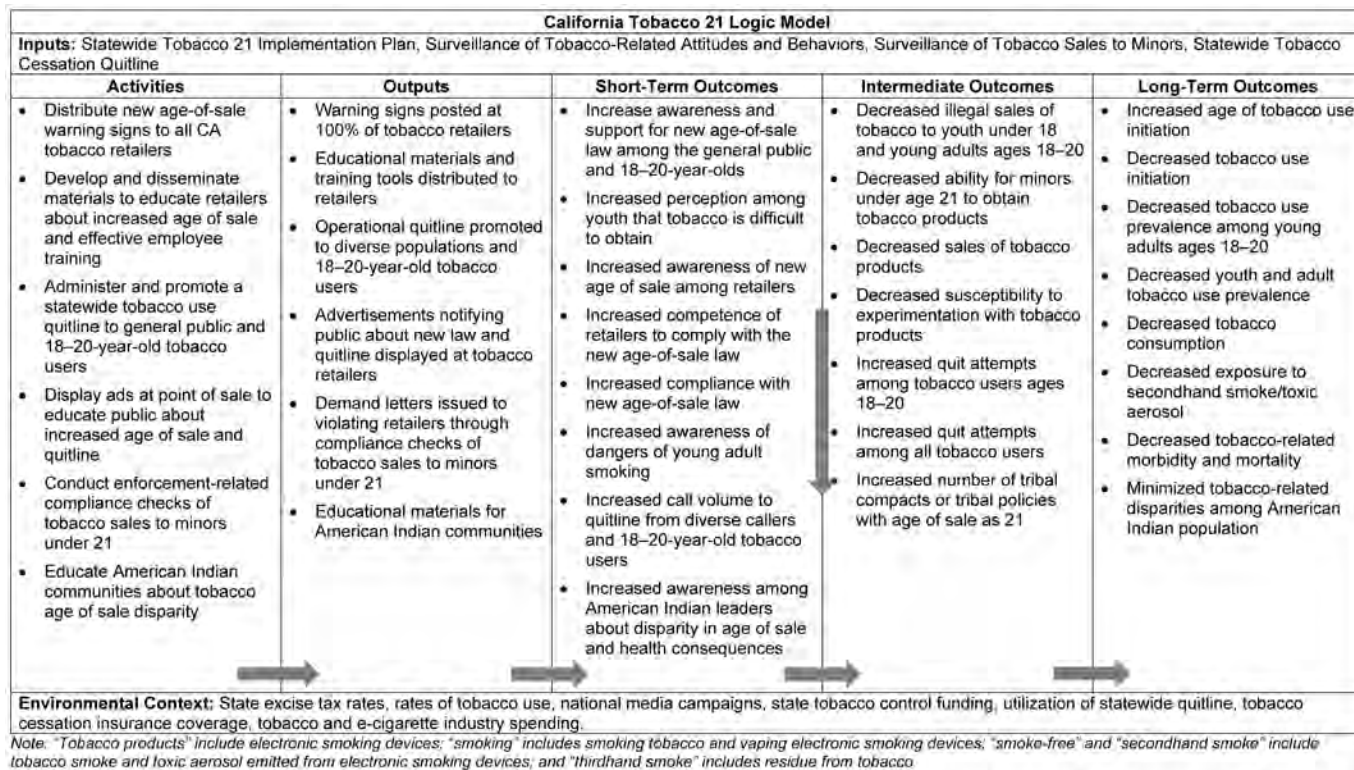 California Tobacco 21 Logic Model
Inputs: Statewide Tobacco 21 Implementation Plan, Surveillance of Tobacco-Related Attitudes and Behaviors, Surveillance of Tobacco Sales to Minors, Statewide Tobacco
Cessation Quitline
Activities
• Distribute new age-of-sale
warning signs to all CA
tobacco retailers
• Develop and disseminate
materials to educate retailers
about increased age of sale
and effective employee
training
• Administer and promote a
statewide tobacco use
quitline to general public and
18–20-year-old tobacco
users
• Display ads at point of sale to
educate public about
increased age of sale and
quitline
• Conduct enforcement-related
compliance checks of
tobacco sales to minors
under 21
• Educate American Indian
communities about tobacco
age of sale disparity
Outputs
• Warning signs posted at
100% of tobacco retailers
• Educational materials and
training tools distributed to
retailers
• Operational quitline promoted
to diverse populations and
18–20-year-old tobacco
users
• Advertisements notifying
public about new law and
quitline displayed at tobacco
retailers
• Demand letters issued to
violating retailers through
compliance checks of
tobacco sales to minors
under 21
• Educational materials for
American Indian communities
Short-Term Outcomes
• Increase awareness and
support for new age-of-sale
law among the general public
and 18–20-year-olds
• Increased perception among
youth that tobacco is difficult
to obtain
• Increased awareness of new
age of sale among retailers
• Increased competence of
retailers to comply with the
new age-of-sale law
• Increased compliance with
new age-of-sale law
• Increased awareness of
dangers of young adult
smoking
• Increased call volume to
quitline from diverse callers
and 18–20-year-old tobacco
users
• Increased awareness among
American Indian leaders
about disparity in age of sale
and health consequences
Intermediate Outcomes
• Decreased illegal sales of
tobacco to youth under 18
and young adults ages 18–20
• Decreased ability for minors
under age 21 to obtain
tobacco products
• Decreased sales of tobacco
products
• Decreased susceptibility to
experimentation with tobacco
products
• Increased quit attempts
among tobacco users ages
18–20
• Increased quit attempts
among all tobacco users
• Increased number of tribal
compacts or tribal policies
with age of sale as 21
Long-Term Outcomes
• Increased age of tobacco use
initiation
• Decreased tobacco use
initiation
• Decreased tobacco use
prevalence among young
adults ages 18–20
• Decreased youth and adult
tobacco use prevalence
• Decreased tobacco
consumption
• Decreased exposure to
secondhand smoke/toxic
aerosol
• Decreased tobacco-related
morbidity and mortality
• Minimized tobacco-related
disparities among American
Indian population
Environmental Context: State excise tax rates, rates of tobacco use, national media campaigns, state tobacco control funding, utilization of statewide quitline, tobacco
cessation insurance coverage, tobacco and e-cigarette industry spending.
Note: "Tobacco products" include electronic smoking devices; "smoking" includes smoking tobacco and vaping electronic smoking devices; "smoke-free" and "secondhand smoke" include
tobacco smoke and toxic aerosol emitted from electronic smoking devices; and "thirdhand smoke" includes residue from tobacco